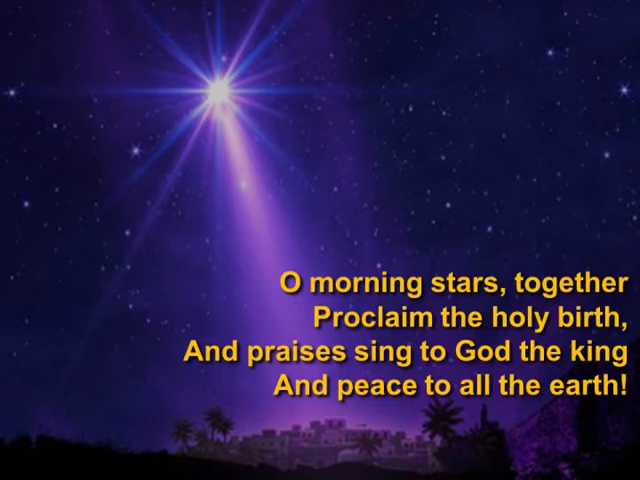 O morning stars, together
Proclaim the holy birth,
And praises sing to God the king
And peace to all the earth!